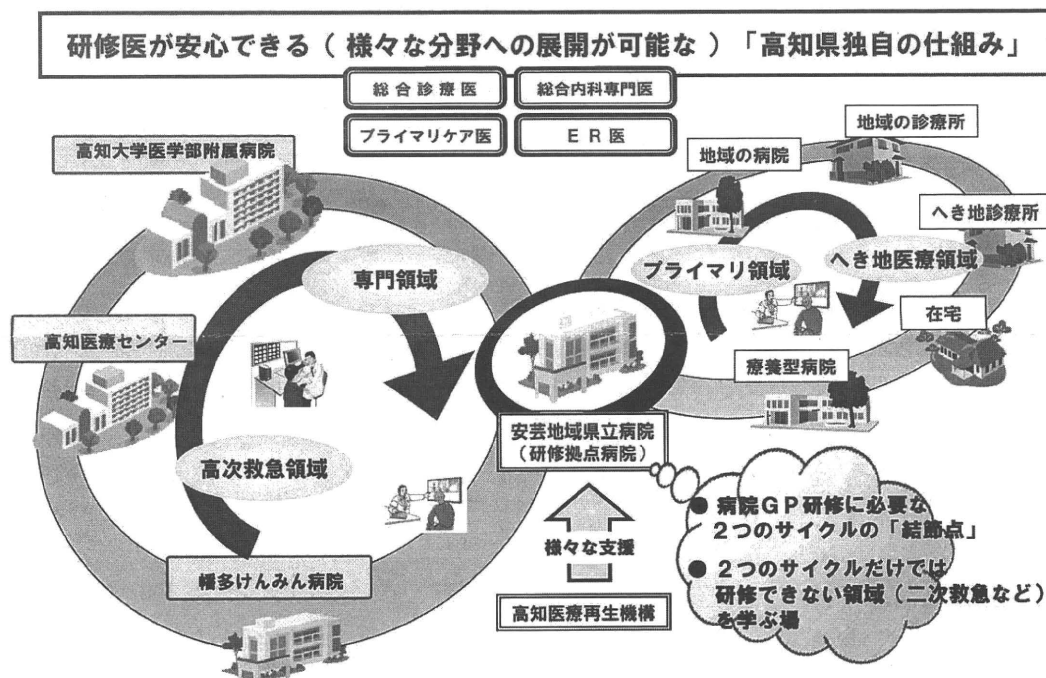 研修医が安心できる（様々な分野への展開が可能な）「高知県独自の仕組み」
総合診療医
総合内科専門医
プライマリケア医
ＥＲ医
高知大学医学部附属病院
地域の病院
地域の診療所
へき地診療所
専門領域
プライマリ領域
へき地医療領域
高知医療センター
在宅
療養型病院
安芸地域県立病院
（研修拠点病院）
高次救急領域
● 病院ＧＰ研修に必要な
２つのサイクルの「結節点」
● ２つのサイクルだけでは
研修できない領域（二次救急など）
を学ぶ場
様々な支援
幡多けんみん病院
高知医療再生機構